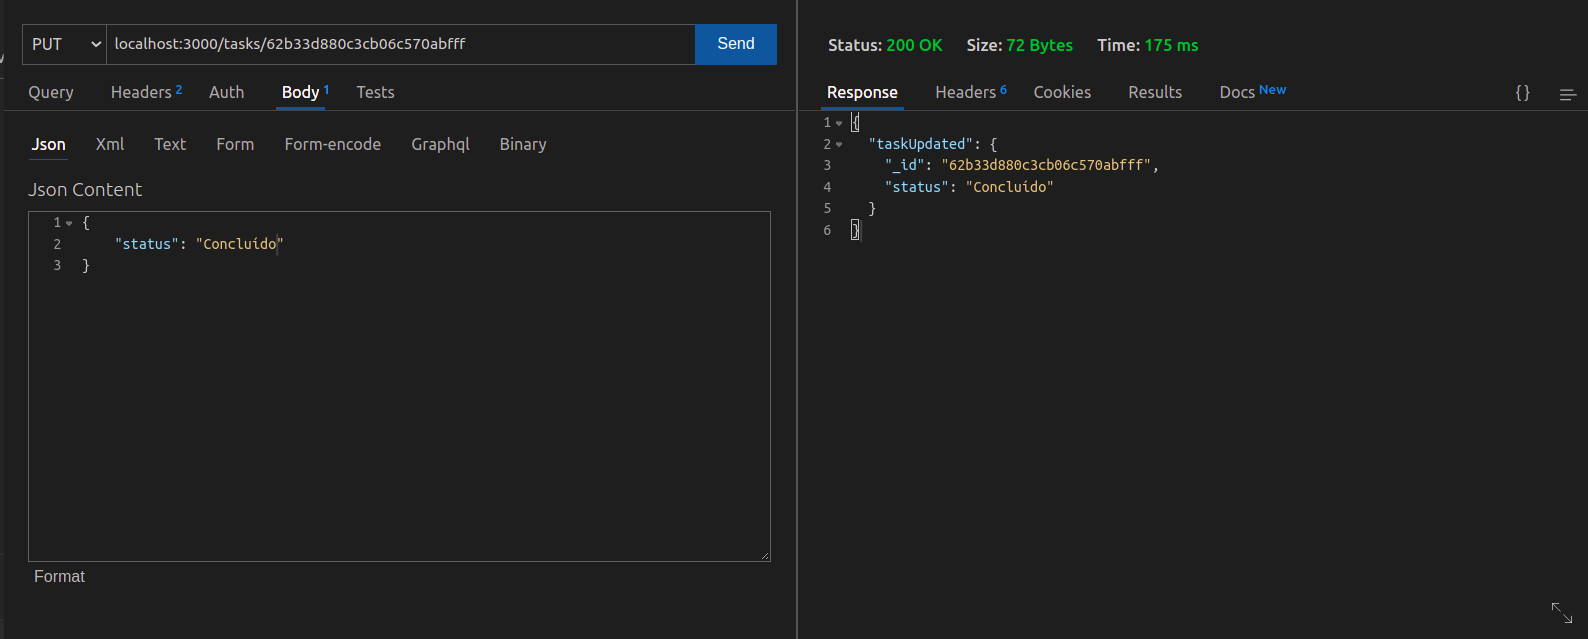 PUT localhost:3000/tasks/62b33d880c3cb06c570abfff Send
Query Headers 2 Auth Body 1 Tests
Json Xml Text Form Form-encode Graphql Binary
Json Content
1 {
2 "status": "Concluído"
3 }
Format
Status: 200 OK Size: 72 Bytes Time: 175 ms
Response Headers 6 Cookies Results Docs New {}
1 {
2 "taskUpdated": {
3 "_id": "62b33d880c3cb06c570abfff",
4 "status": "Concluído"
5 }
6 }